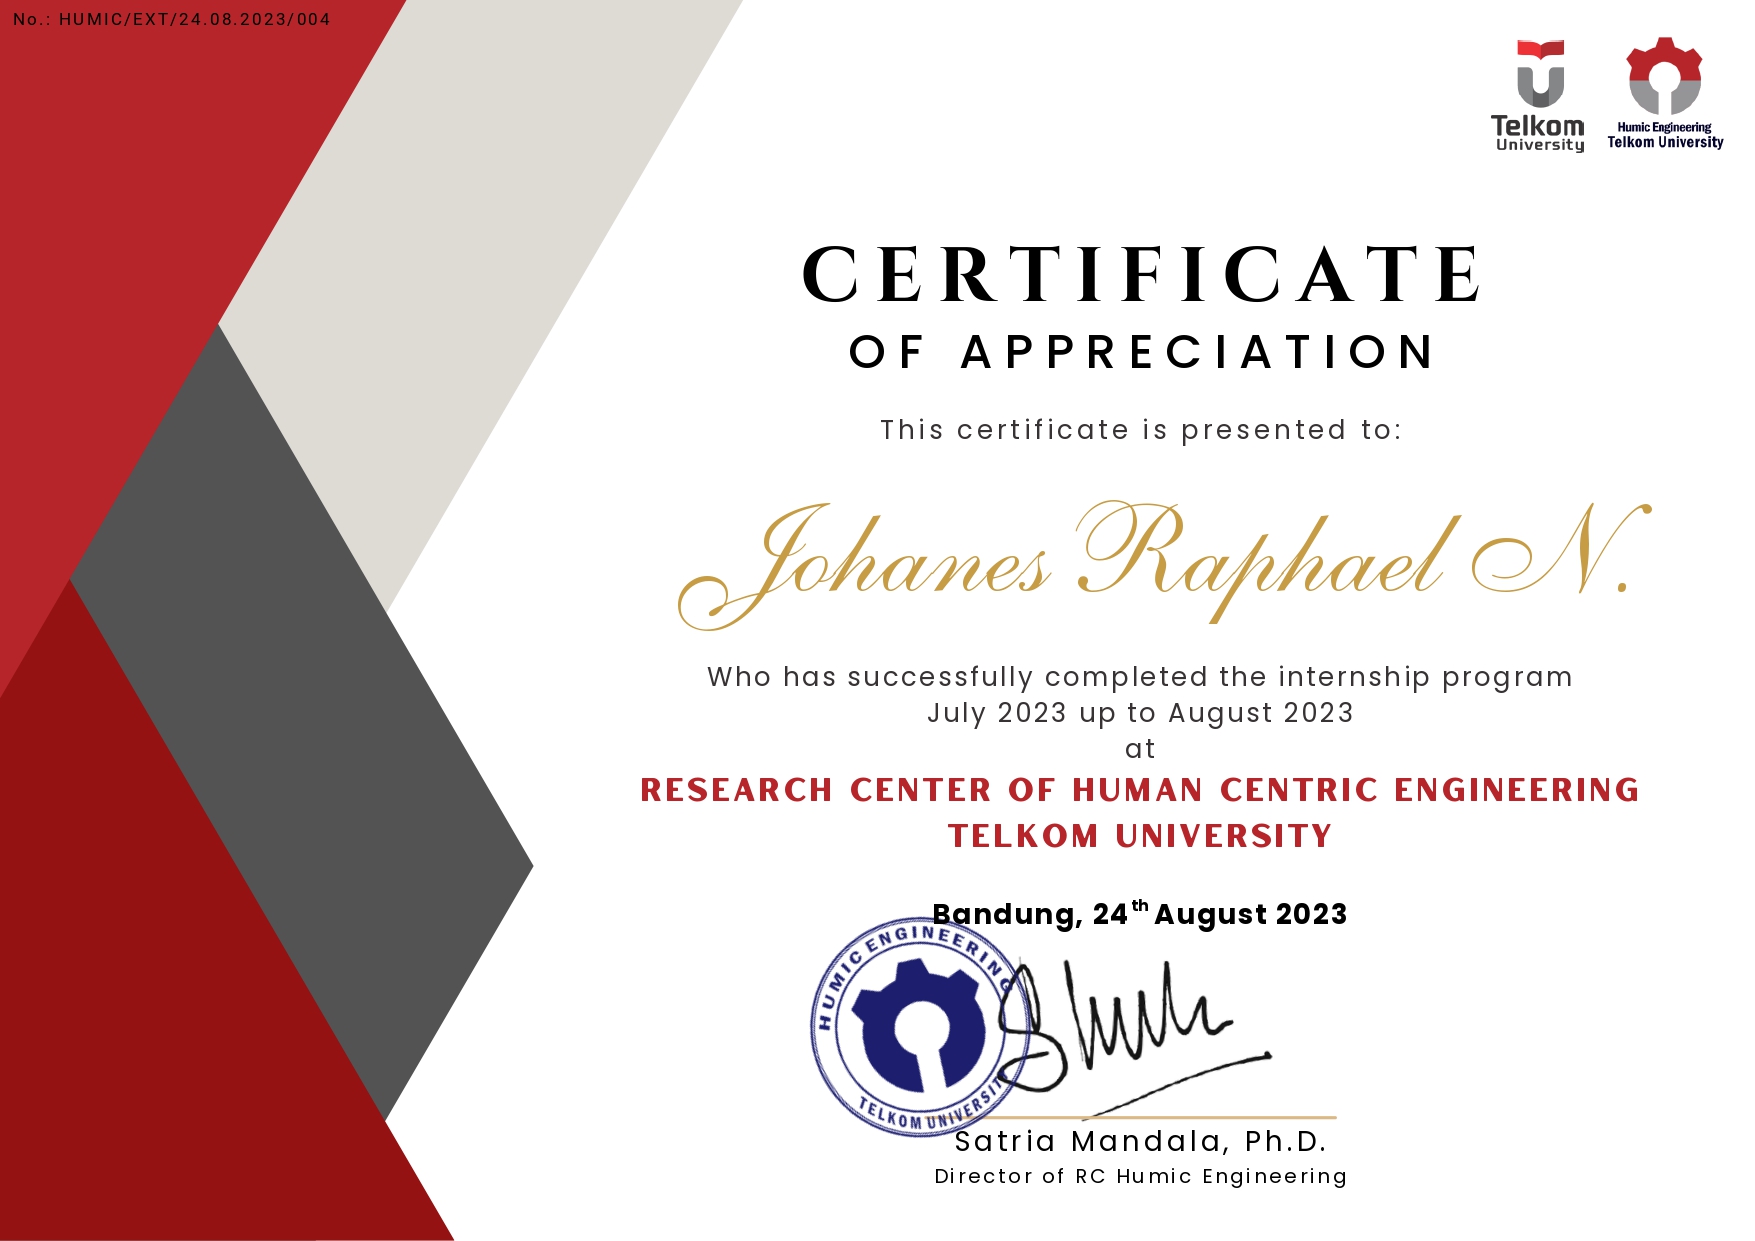 No.: HUMIC/EXT/24.08.2023/004
Telkom
University
Humic Engineering
Telkom University
CERTIFICATE
OF APPRECIATION
This certificate is presented to:
Johanes Raphael N.
Who has successfully completed the internship program
July 2023 up to August 2023
at
RESEARCH CENTER OF HUMAN CENTRIC ENGINEERING
TELKOM UNIVERSITY
Bandung, 24th August 2023
HUMIC ENGINEERING
TELKOM UNIVERSITY
Satria Mandala, Ph.D.
Director of RC Humic Engineering